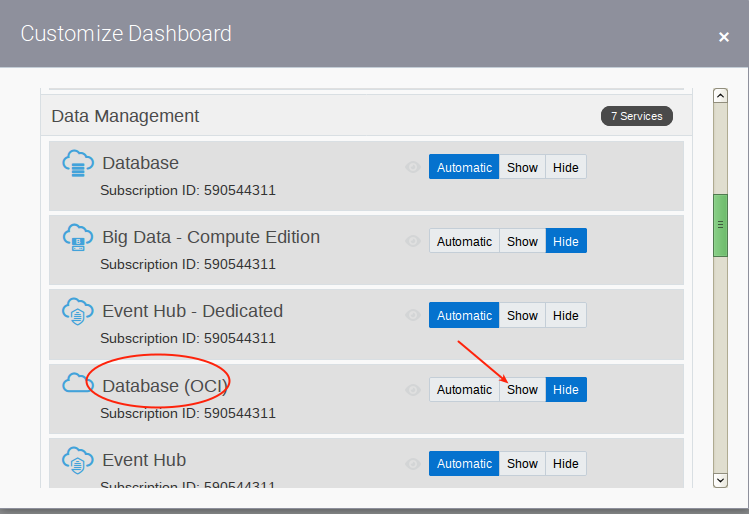 Customize Dashboard ×
Data Management 7 Services
Database Automatic Show Hide
Subscription ID: 590544311
Big Data - Compute Edition Automatic Show Hide
Subscription ID: 590544311
Event Hub - Dedicated Automatic Show Hide
Subscription ID: 590544311
Database (OCI) Automatic Show Hide
Subscription ID: 590544311
Event Hub Automatic Show Hide
Subscription ID: 590544311